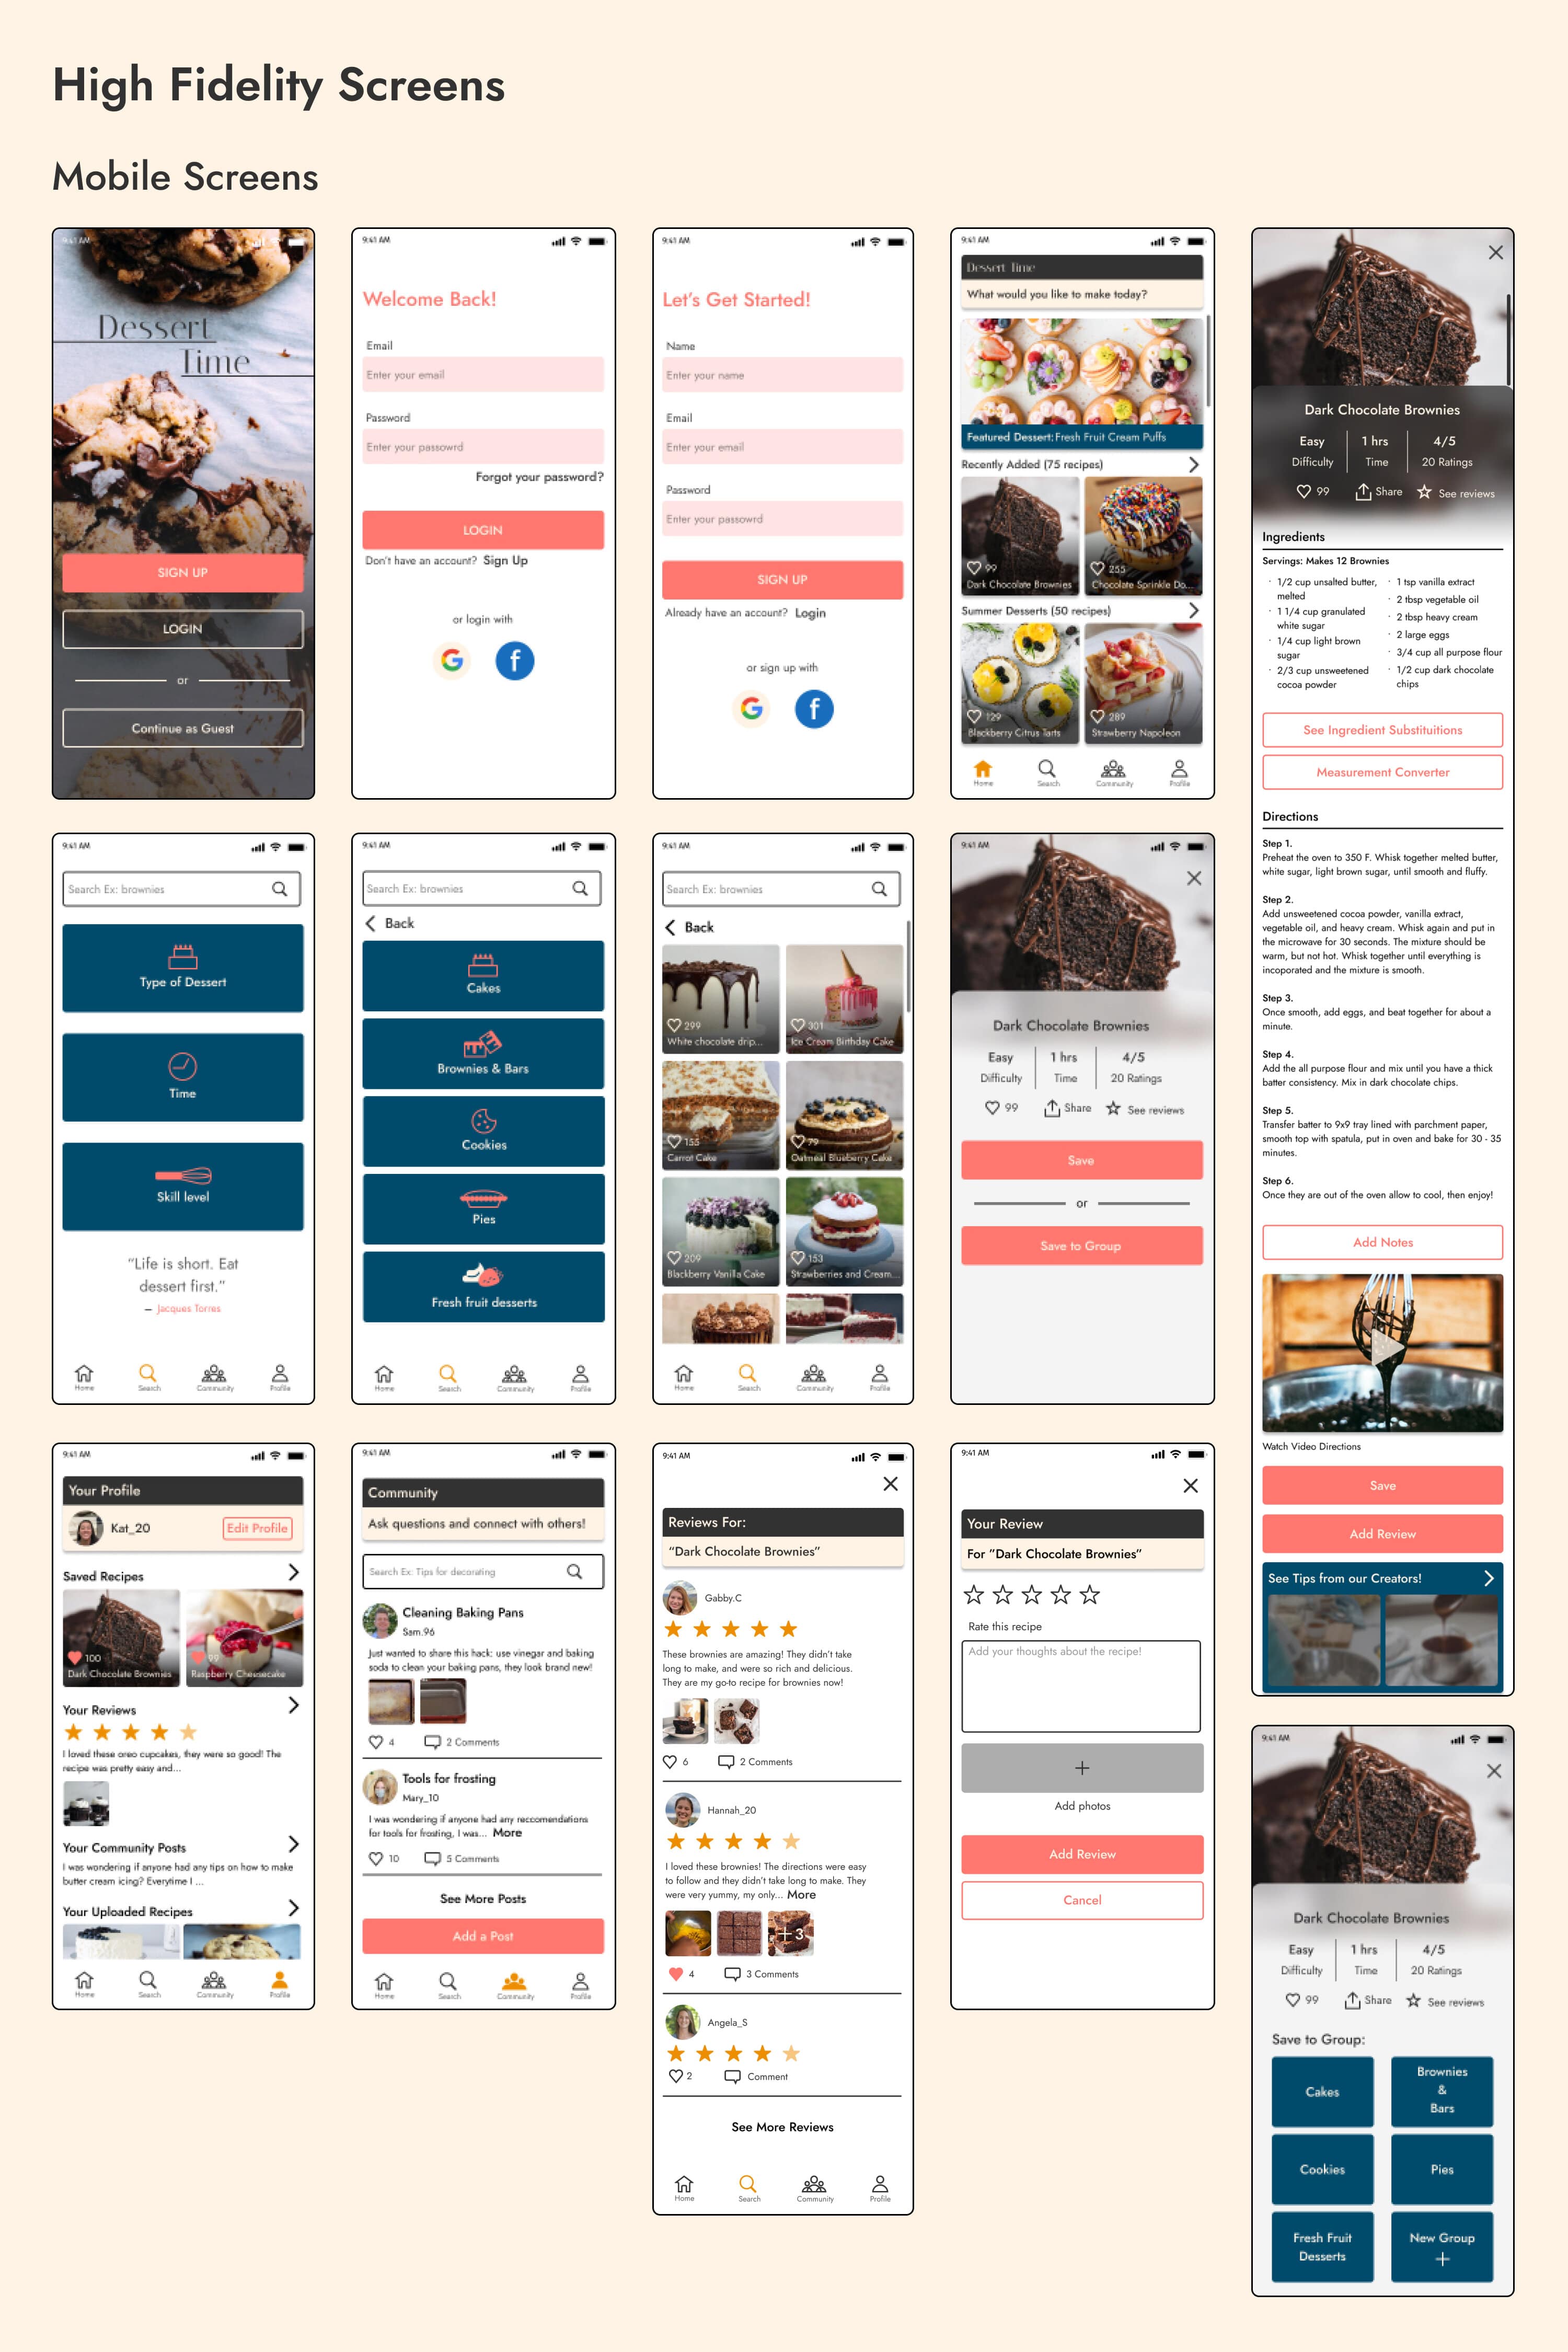 High Fidelity Screens
Mobile Screens
9:41 AM
Dessert
Time
SIGN UP
LOGIN
or
Continue as Guest
9:41 AM
Welcome Back!
Email
Enter your email
Password
Enter your passowrd
Forgot your password?
LOGIN
Don't have an account? Sign Up
or login with
G f
9:41 AM
Let's Get Started!
Name
Enter your name
Email
Enter your email
Password
Enter your passowrd
SIGN UP
Already have an account? Login
or sign up with
G f
9:41 AM
Dessert Time
What would you like to make today?
Featured Dessert: Fresh Fruit Cream Puffs
Recently Added (75 recipes)
99
Dark Chocolate Brownies
255
Chocolate Sprinkle Do...
Summer Desserts (50 recipes)
129
Blackberry Citrus Tarts
289
Strawberry Napoleon
Home Search Community Profile
Dark Chocolate Brownies
Easy 1 hrs 4/5
Difficulty Time 20 Ratings
99 Share See reviews
Ingredients
Servings: Makes 12 Brownies
· 1/2 cup unsalted butter,
melted
· 1 1/4 cup granulated
white sugar
· 1/4 cup light brown
sugar
· 2/3 cup unsweetened
cocoa powder
· 1 tsp vanilla extract
· 2 tbsp vegetable oil
· 2 tbsp heavy cream
· 2 large eggs
· 3/4 cup all purpose flour
· 1/2 cup dark chocolate
chips
See Ingredient Substituitions
Measurement Converter
Directions
Step 1.
Preheat the oven to 350 F. Whisk together melted butter,
white sugar, light brown sugar, until smooth and fluffy.
Step 2.
Add unsweetened cocoa powder, vanilla extract,
vegetable oil, and heavy cream. Whisk again and put in
the microwave for 30 seconds. The mixture should be
warm, but not hot. Whisk together until everything is
incoporated and the mixture is smooth.
Step 3.
Once smooth, add eggs, and beat together for about a
minute.
Step 4.
Add the all purpose flour and mix until you have a thick
batter consistency. Mix in dark chocolate chips.
Step 5.
Transfer batter to 9x9 tray lined with parchment paper,
smooth top with spatula, put in oven and bake for 30 - 35
minutes.
Step 6.
Once they are out of the oven allow to cool, then enjoy!
Add Notes
Watch Video Directions
Save
Add Review
See Tips from our Creators!
9:41 AM
Search Ex: brownies
Type of Dessert
Time
Skill level
“Life is short. Eat
dessert first.”
– Jacques Torres
Home Search Community Profile
9:41 AM
Search Ex: brownies
Back
Cakes
Brownies & Bars
Cookies
Pies
Fresh fruit desserts
Home Search Community Profile
9:41 AM
Search Ex: brownies
Back
299
White chocolate drip...
301
Ice Cream Birthday Cake
155
Carrot Cake
79
Oatmeal Blueberry Cake
209
Blackberry Vanilla Cake
153
Strawberries and Cream...
Home Search Community Profile
9:41 AM
Dark Chocolate Brownies
Easy 1 hrs 4/5
Difficulty Time 20 Ratings
99 Share See reviews
Save
or
Save to Group
9:41 AM
Your Profile
Kat_20 Edit Profile
Saved Recipes
100
Dark Chocolate Brownies
99
Raspberry Cheesecake
Your Reviews
I loved these oreo cupcakes, they were so good! The
recipe was pretty easy and...
Your Community Posts
I was wondering if anyone had any tips on how to make
butter cream icing? Everytime I ...
Your Uploaded Recipes
Home Search Community Profile
9:41 AM
Community
Ask questions and connect with others!
Search Ex: Tips for decorating
Cleaning Baking Pans
Sam.96
Just wanted to share this hack: use vinegar and baking
soda to clean your baking pans, they look brand new!
4 2 Comments
Tools for frosting
Mary_10
I was wondering if anyone had any reccomendations
for tools for frosting, I was... More
10 5 Comments
See More Posts
Add a Post
Home Search Community Profile
9:41 AM
Reviews For:
“Dark Chocolate Brownies”
Gabby.C
These brownies are amazing! They didn't take
long to make, and were so rich and delicious.
They are my go-to recipe for brownies now!
6 2 Comments
Hannah_20
I loved these brownies! The directions were easy
to follow and they didn't take long to make. They
were very yummy, my only... More
+3
4 3 Comments
Angela_S
2 Comment
See More Reviews
Home Search Community Profile
9:41 AM
Your Review
For ”Dark Chocolate Brownies”
Rate this recipe
Add your thoughts about the recipe!
+
Add photos
Add Review
Cancel
9:41 AM
Dark Chocolate Brownies
Easy 1 hrs 4/5
Difficulty Time 20 Ratings
99 Share See reviews
Save to Group:
Cakes
Brownies
&
Bars
Cookies
Pies
Fresh Fruit
Desserts
New Group
+